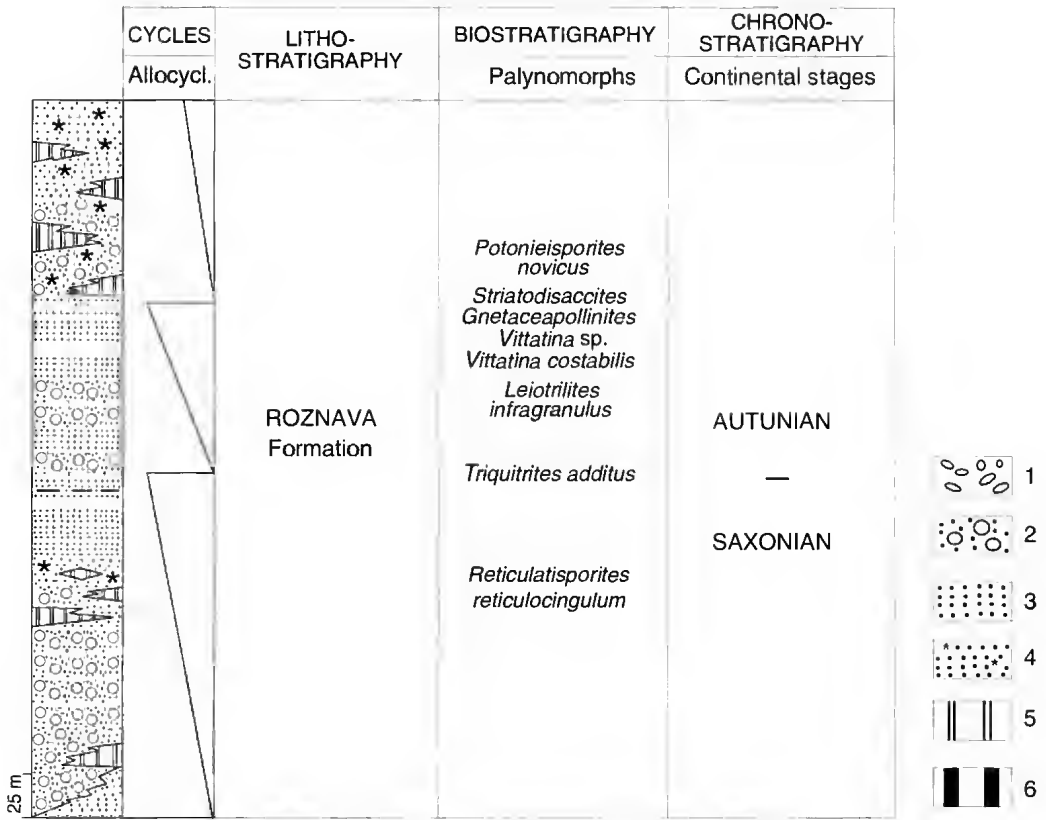 CYCLES
Allocycl.
LITHO-
STRATIGRAPHY
BIOSTRATIGRAPHY
Palynomorphs
CHRONO-
STRATIGRAPHY
Continental stages
Potonieisporites
novicus
Striatodisaccites
Gnetaceapollinites
Vittatina sp.
Vittatina costabilis
Leiotrilites
infragranulus
Triquitrites additus
Reticulatisporites
reticulocingulum
ROZNAVA
Formation
AUTUNIAN
—
SAXONIAN
25 m
1
2
3
4
5
6